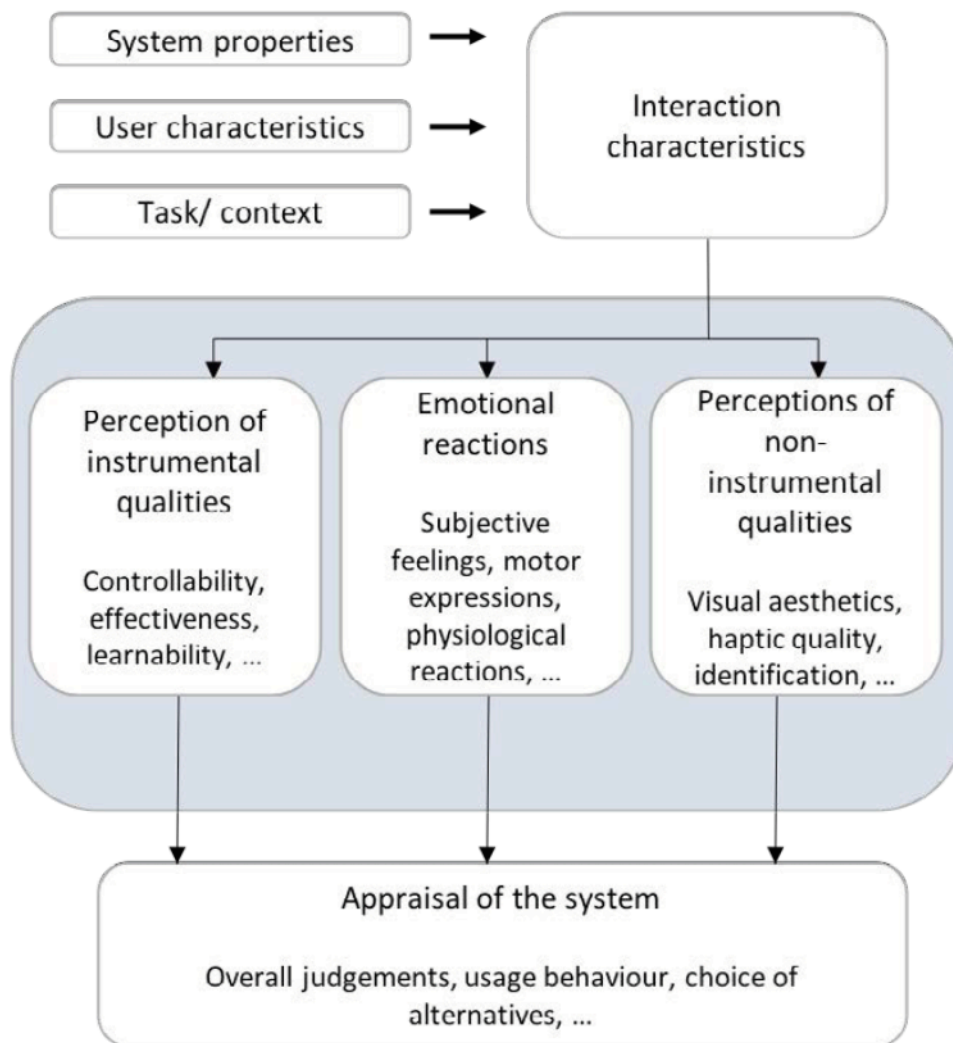 System properties
User characteristics
Task/ context
Interaction
characteristics
Perception of
instrumental
qualities
Controllability,
effectiveness,
learnability, ...
Emotional
reactions
Subjective
feelings, motor
expressions,
physiological
reactions, ...
Perceptions of
non-
instrumental
qualities
Visual aesthetics,
haptic quality,
identification, ...
Appraisal of the system
Overall judgements, usage behaviour, choice of
alternatives, ...